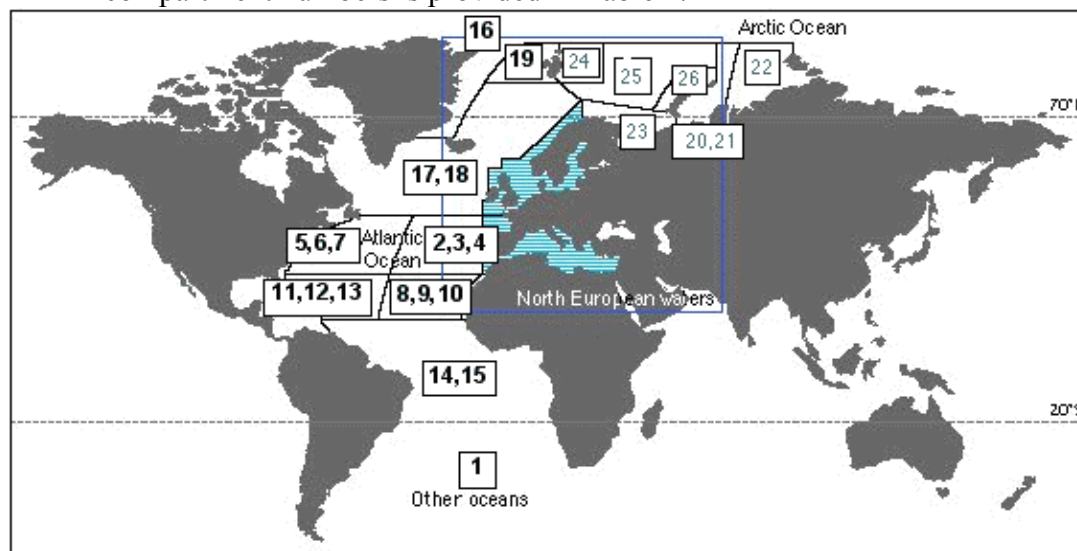 16
Arctic Ocean
19
24
25
26
22
70°
23
20,21
17,18
5,6,7
Atlantic
Ocean
2,3,4
11,12,13
8,9,10
North European waters
14,15
20°S
1
Other oceans